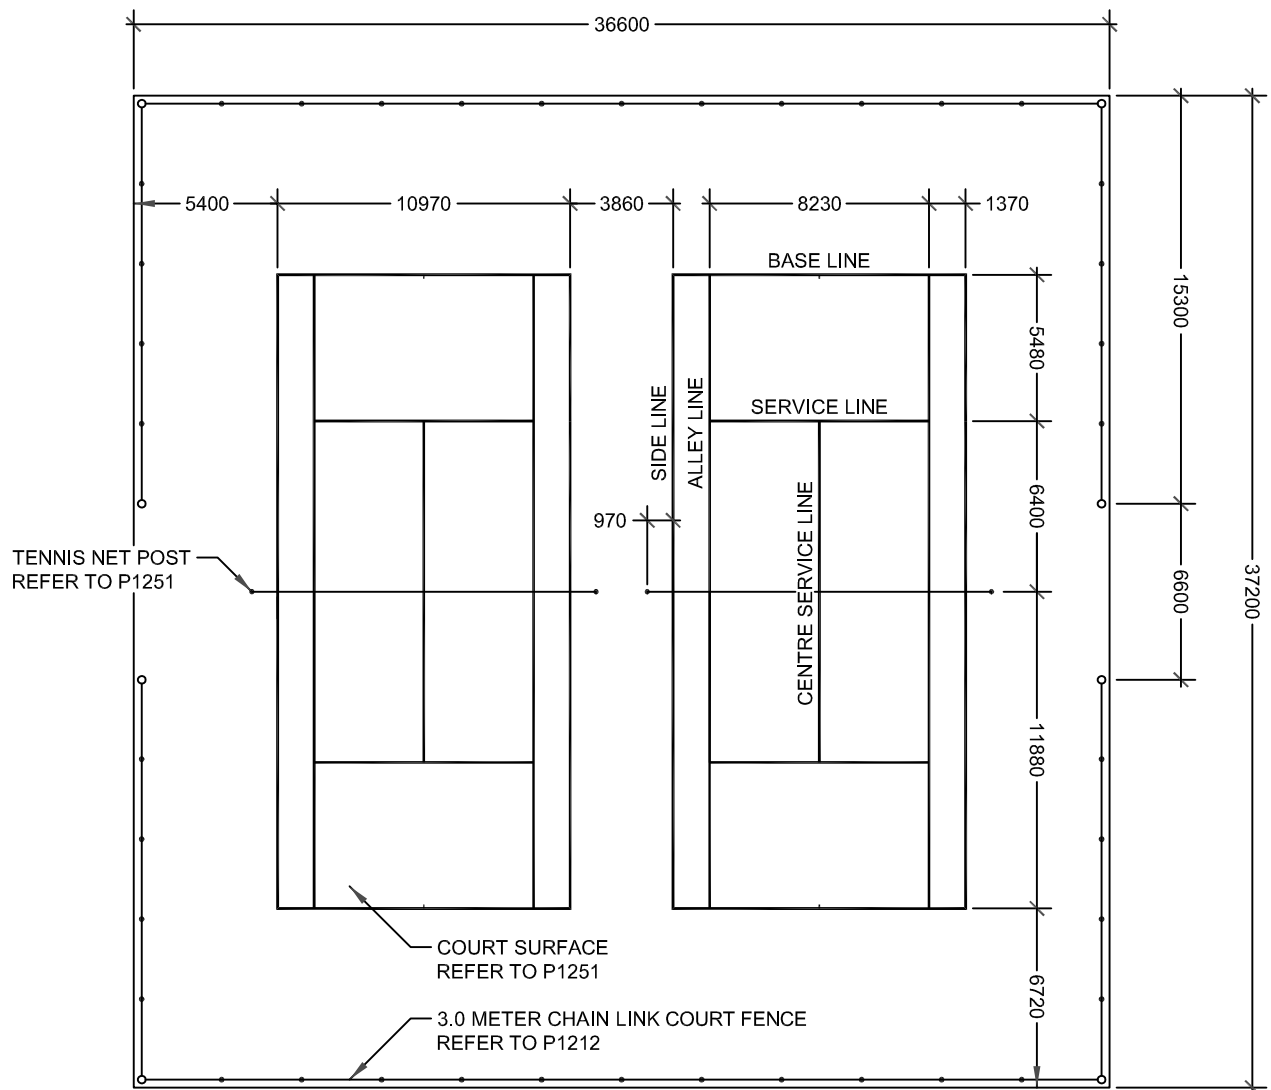 36600
5400
10970
3860
8230
1370
BASE LINE
15300
5480
SIDE LINE
ALLEY LINE
SERVICE LINE
6400
970
CENTRE SERVICE LINE
TENNIS NET POST
REFER TO P1251
6600
37200
11880
COURT SURFACE
REFER TO P1251
6720
3.0 METER CHAIN LINK COURT FENCE
REFER TO P1212